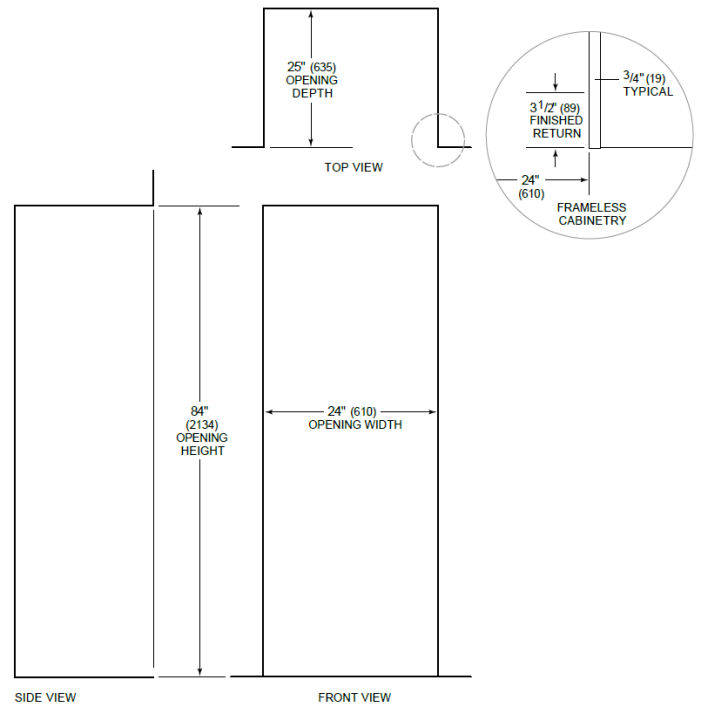 25" (635)
OPENING
DEPTH
TOP VIEW
3/4" (19)
TYPICAL
3 1/2" (89)
FINISHED
RETURN
24"
(610)
FRAMELESS
CABINETRY
84"
(2134)
OPENING
HEIGHT
24" (610)
OPENING WIDTH
SIDE VIEW
FRONT VIEW